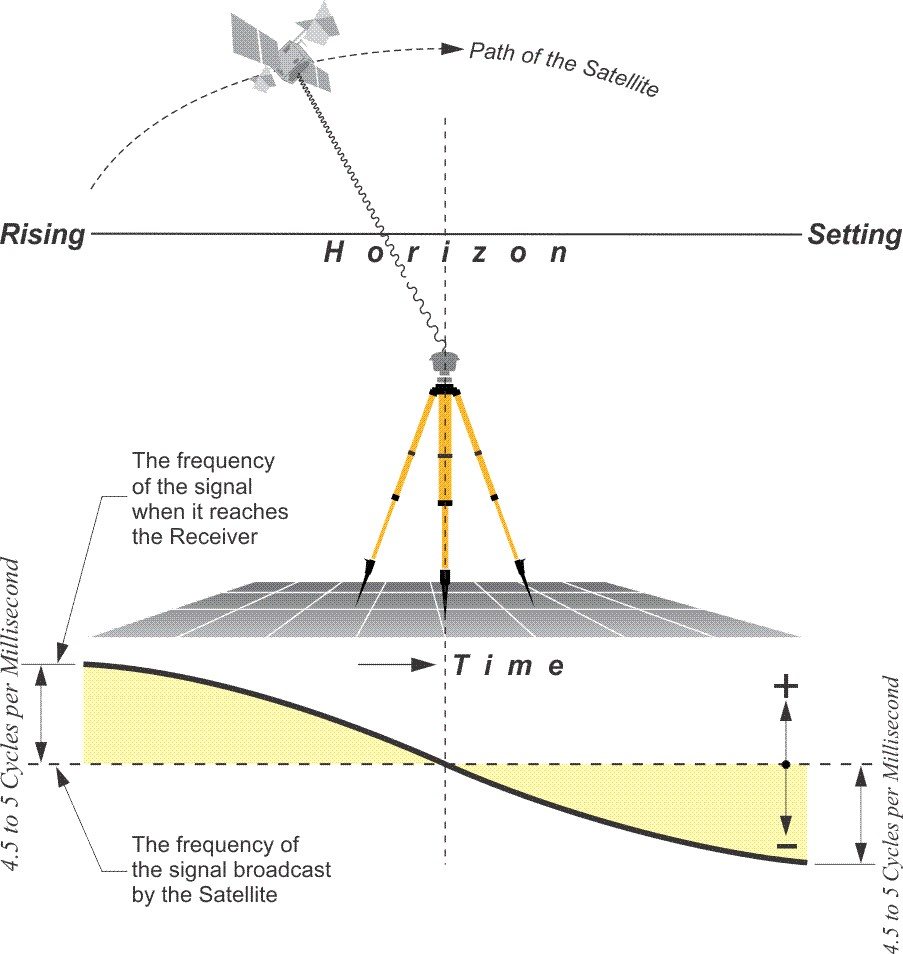 Path of the Satellite
Rising
Setting
Horizon
The frequency
of the signal
when it reaches
the Receiver
4.5 to 5 Cycles per Millisecond
Time
+
4.5 to 5 Cycles per Millisecond
−
The frequency of
the signal broadcast
by the Satellite